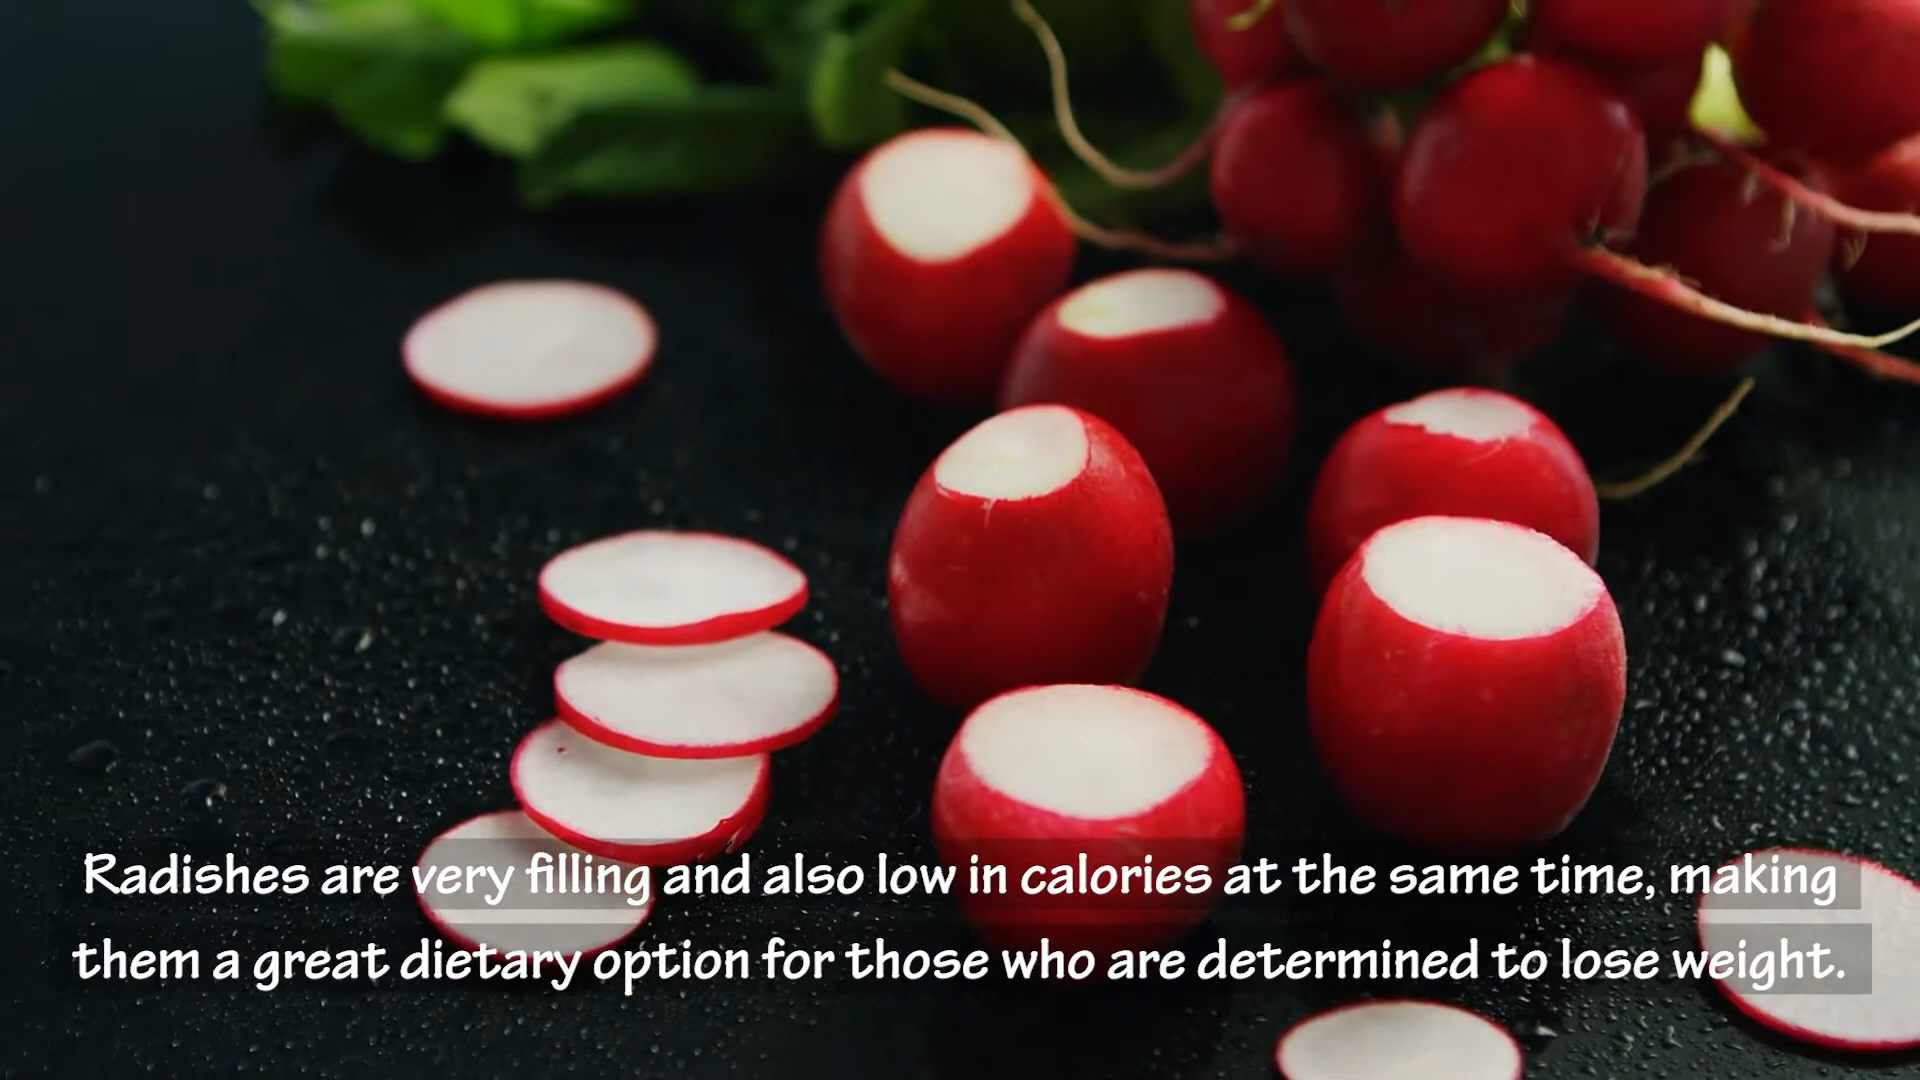 Radishes are very filling and also low in calories at the same time, making
them a great dietary option for those who are determined to lose weight.